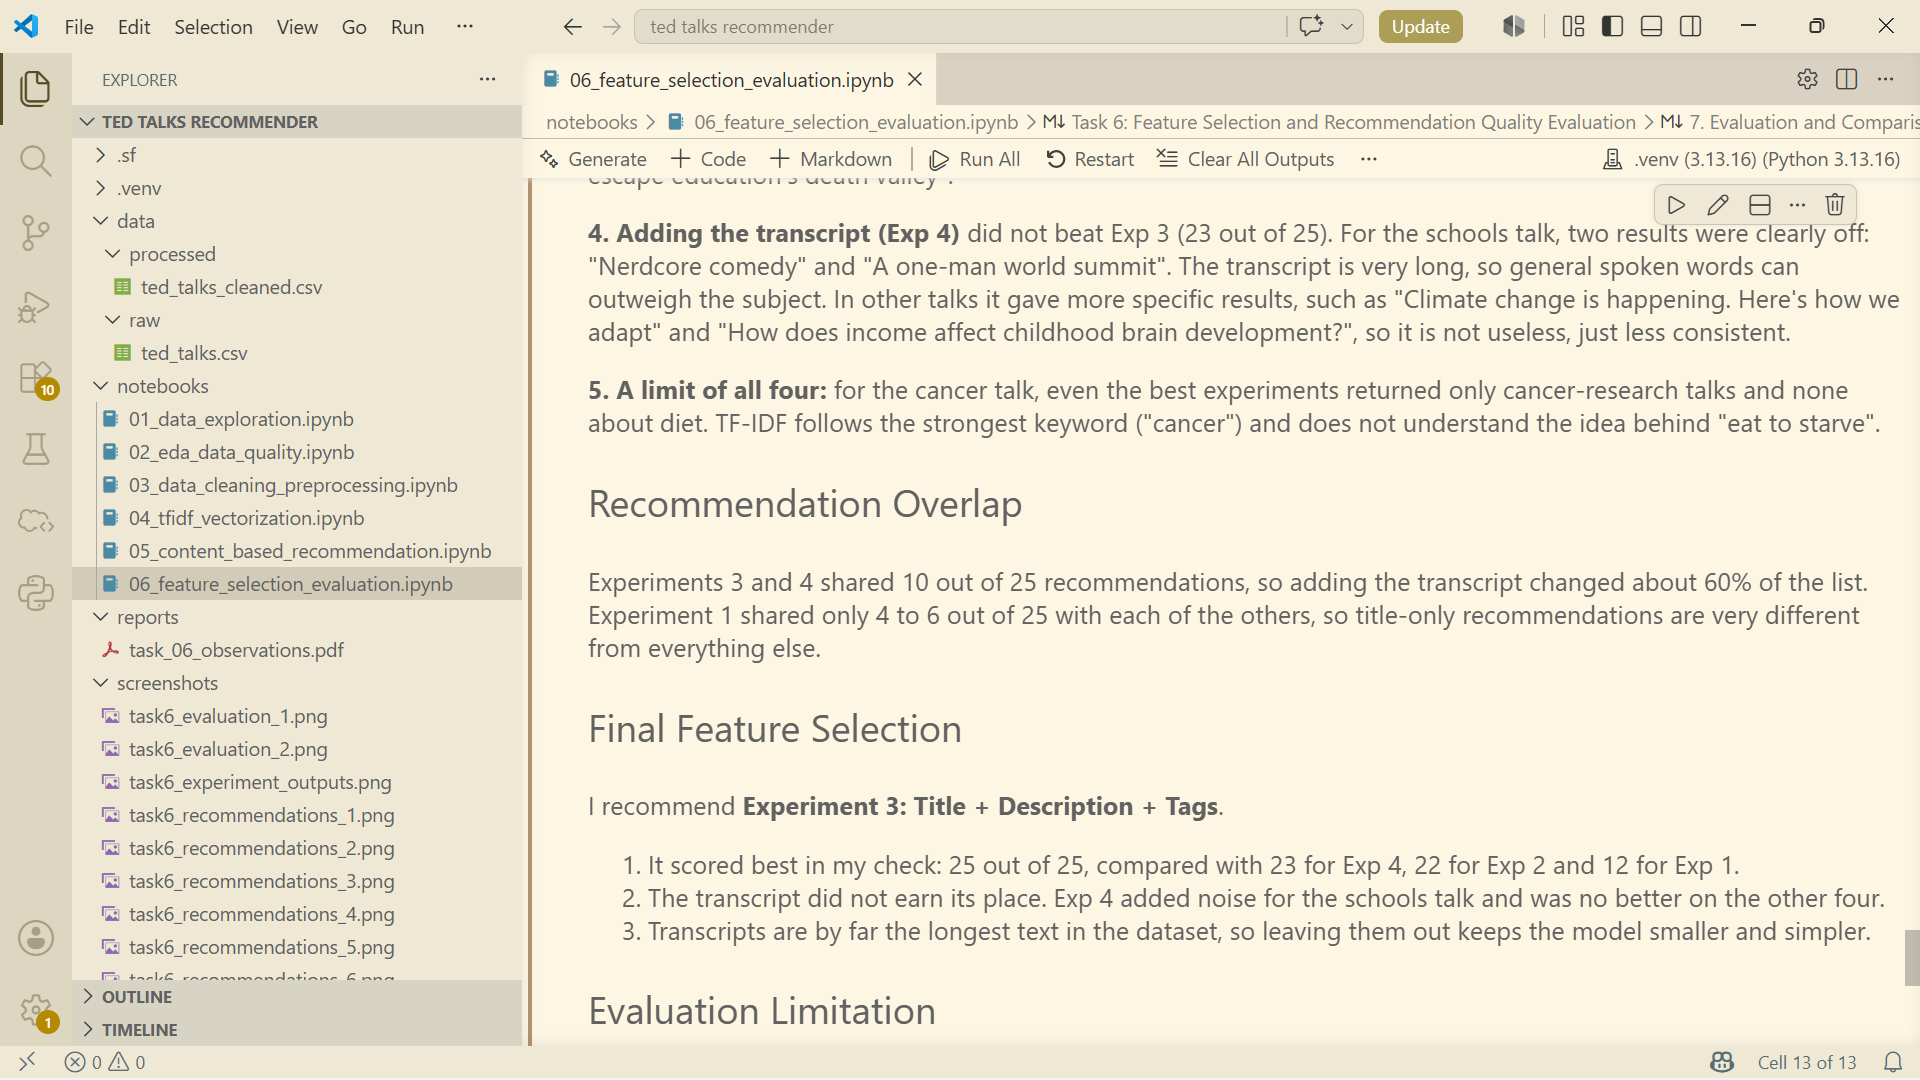 File Edit Selection View Go Run ···
ted talks recommender
Update
EXPLORER
TED TALKS RECOMMENDER
.sf
.venv
data
processed
ted_talks_cleaned.csv
raw
ted_talks.csv
notebooks
01_data_exploration.ipynb
02_eda_data_quality.ipynb
03_data_cleaning_preprocessing.ipynb
04_tfidf_vectorization.ipynb
05_content_based_recommendation.ipynb
06_feature_selection_evaluation.ipynb
reports
task_06_observations.pdf
screenshots
task6_evaluation_1.png
task6_evaluation_2.png
task6_experiment_outputs.png
task6_recommendations_1.png
task6_recommendations_2.png
task6_recommendations_3.png
task6_recommendations_4.png
task6_recommendations_5.png
task6_recommendations_6.png
OUTLINE
TIMELINE
10
1
06_feature_selection_evaluation.ipynb
notebooks > 06_feature_selection_evaluation.ipynb > M↓ Task 6: Feature Selection and Recommendation Quality Evaluation > M↓ 7. Evaluation and Comparis
Generate + Code + Markdown Run All Restart Clear All Outputs ··· .venv (3.13.16) (Python 3.13.16)
escape education's death valley".
4. Adding the transcript (Exp 4) did not beat Exp 3 (23 out of 25). For the schools talk, two results were clearly off:
"Nerdcore comedy" and "A one-man world summit". The transcript is very long, so general spoken words can
outweigh the subject. In other talks it gave more specific results, such as "Climate change is happening. Here's how we
adapt" and "How does income affect childhood brain development?", so it is not useless, just less consistent.
5. A limit of all four: for the cancer talk, even the best experiments returned only cancer-research talks and none
about diet. TF-IDF follows the strongest keyword ("cancer") and does not understand the idea behind "eat to starve".
Recommendation Overlap
Experiments 3 and 4 shared 10 out of 25 recommendations, so adding the transcript changed about 60% of the list.
Experiment 1 shared only 4 to 6 out of 25 with each of the others, so title-only recommendations are very different
from everything else.
Final Feature Selection
I recommend Experiment 3: Title + Description + Tags.
1. It scored best in my check: 25 out of 25, compared with 23 for Exp 4, 22 for Exp 2 and 12 for Exp 1.
2. The transcript did not earn its place. Exp 4 added noise for the schools talk and was no better on the other four.
3. Transcripts are by far the longest text in the dataset, so leaving them out keeps the model smaller and simpler.
Evaluation Limitation
0 0
Cell 13 of 13